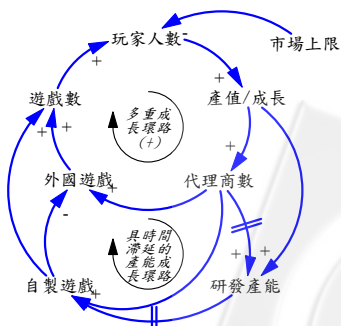 玩家人數
-
市場上限
+
+
遊戲數
產值/成長
+
+
多重成
長環路
(+)
+
外國遊戲
+
代理商數
-
具時間
滯延的
產能成
長環路
+
+
自製遊戲
+
研發產能